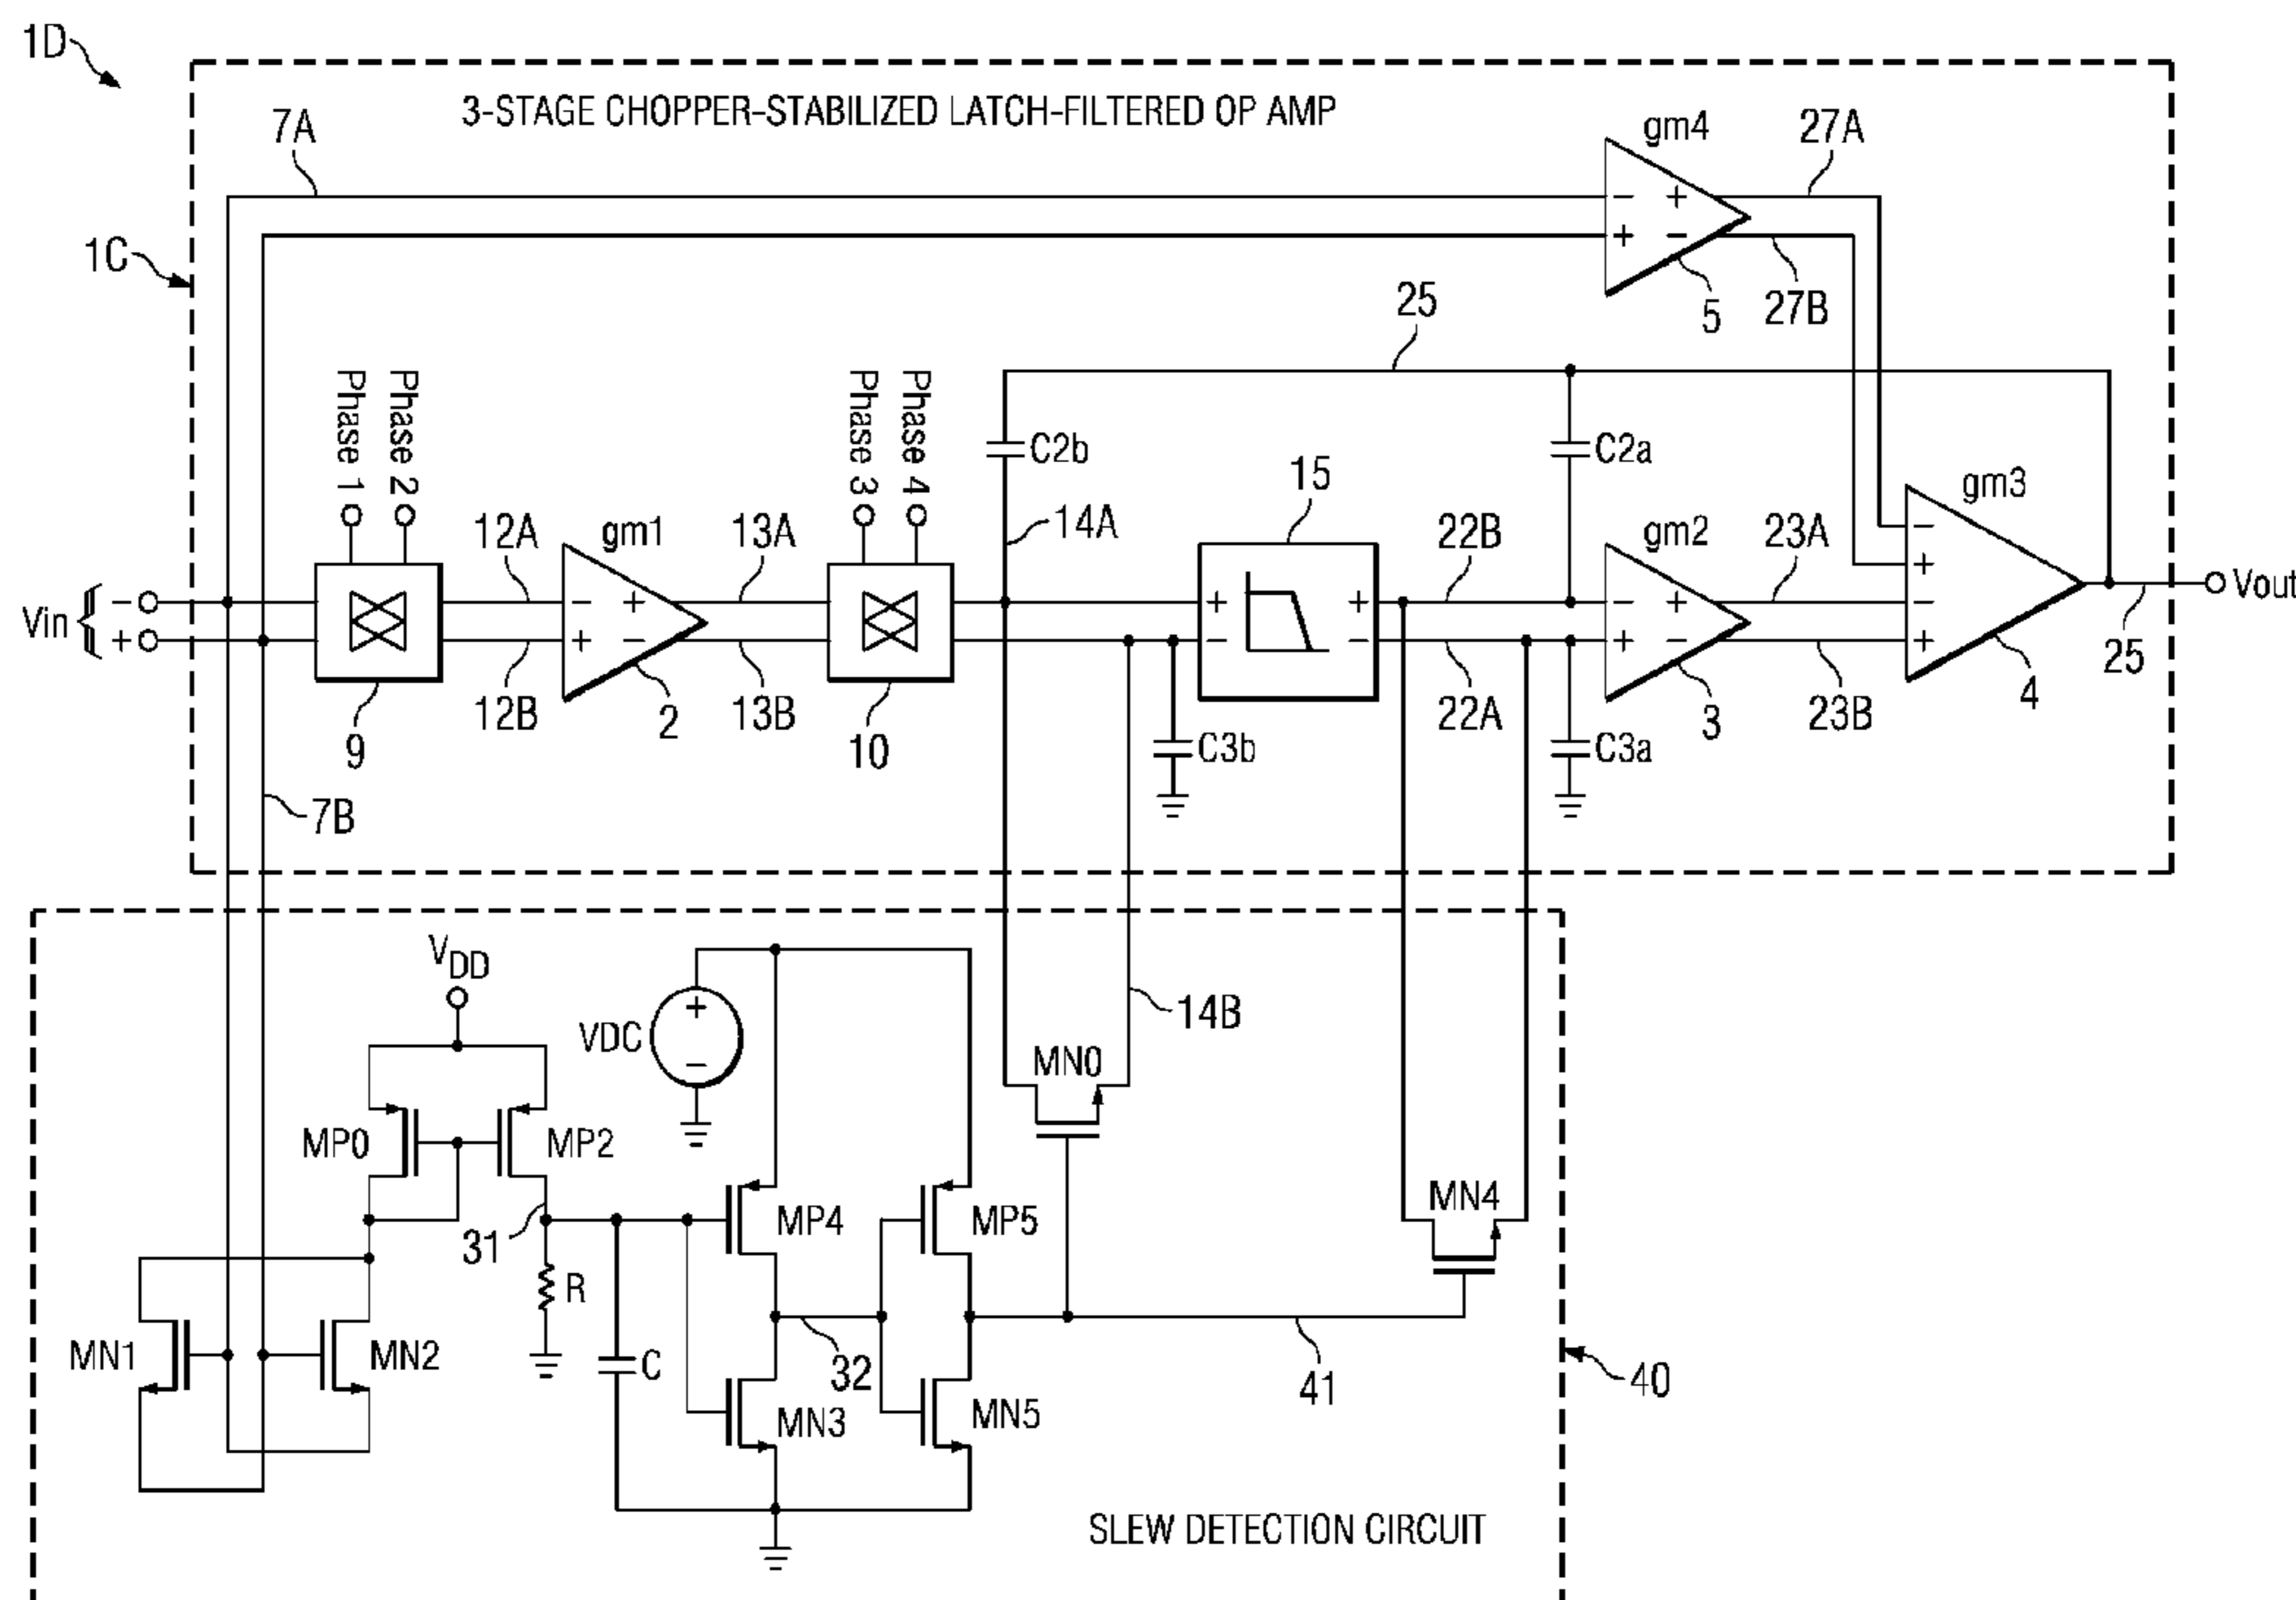 1D
3-STAGE CHOPPER-STABILIZED LATCH-FILTERED OP AMP
7A
gm4
27A
1C
- +
+ -
5
27B
25
Phase 1
Phase 2
Phase 3
Phase 4
C2b
C2a
15
gm3
14A
12A
gm1
13A
22B
gm2
23A
Vin { -
+
- +
+ -
+ +
- -
- +
+ -
-
+
-
+
Vout
12B
2
13B
22A
3
23B
4
25
9
10
C3b
C3a
7B
VDD
VDC
+
-
14B
MN0
MP0
MP2
MN4
31
MP4
MP5
R
MN1
MN2
C
32
41
40
MN3
MN5
SLEW DETECTION CIRCUIT